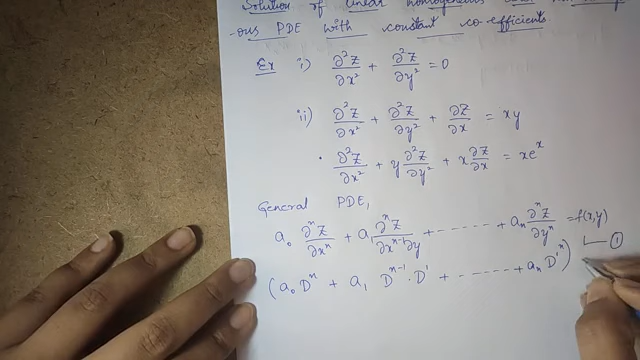 Solution of linear homogeneous
-ous PDE with constant co-efficients
Ex i) ∂²z/∂x² + ∂²z/∂y² = 0
ii) ∂²z/∂x² + ∂²z/∂y² + ∂z/∂x = xy
· ∂²z/∂x² + y ∂²z/∂y² + x ∂z/∂x = xeˣ
General PDE,
a₀ ∂ⁿz/∂xⁿ + a₁ ∂ⁿz/∂xⁿ⁻¹∂y + ------ + aₙ ∂ⁿz/∂yⁿ = f(x,y)
①
(a₀ Dⁿ + a₁ Dⁿ⁻¹·D' + ------ + aₙ D'ⁿ)